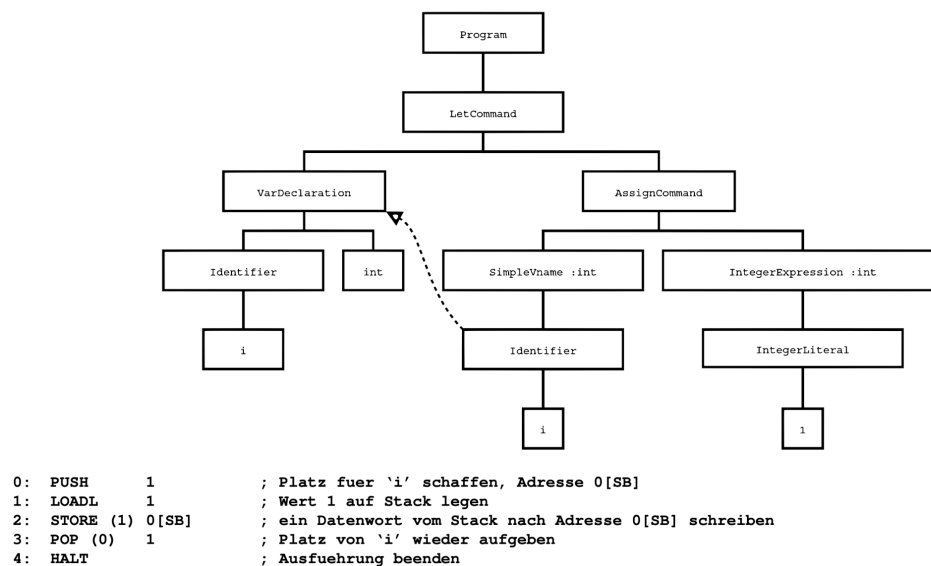 Program
LetCommand
VarDeclaration
AssignCommand
Identifier
int
SimpleVname :int
IntegerExpression :int
i
Identifier
IntegerLiteral
i
1
0: PUSH 1 ; Platz fuer ‘i’ schaffen, Adresse 0[SB]
1: LOADL 1 ; Wert 1 auf Stack legen
2: STORE (1) 0[SB] ; ein Datenwort vom Stack nach Adresse 0[SB] schreiben
3: POP (0) 1 ; Platz von ‘i’ wieder aufgeben
4: HALT ; Ausfuehrung beenden